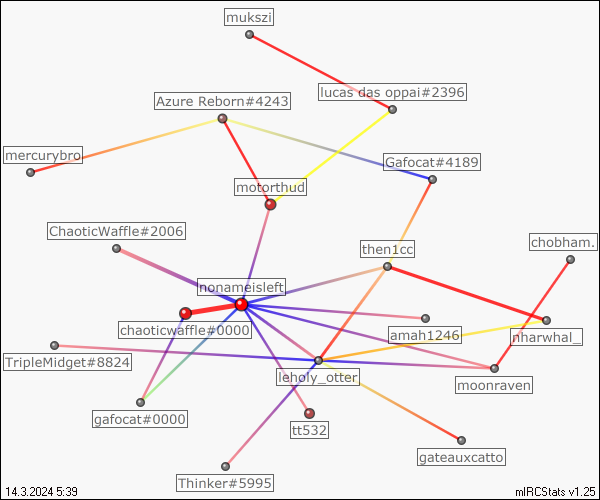 mukszi
lucas das oppai#2396
Azure Reborn#4243
mercurybro
Gafocat#4189
motorthud
ChaoticWaffle#2006
then1cc
chobham.
nonameisleft
chaoticwaffle#0000
amah1246
nharwhal_
TripleMidget#8824
leholy_otter
moonraven
gafocat#0000
tt532
gateauxcatto
Thinker#5995
14.3.2024 5:39
mIRCStats v1.25